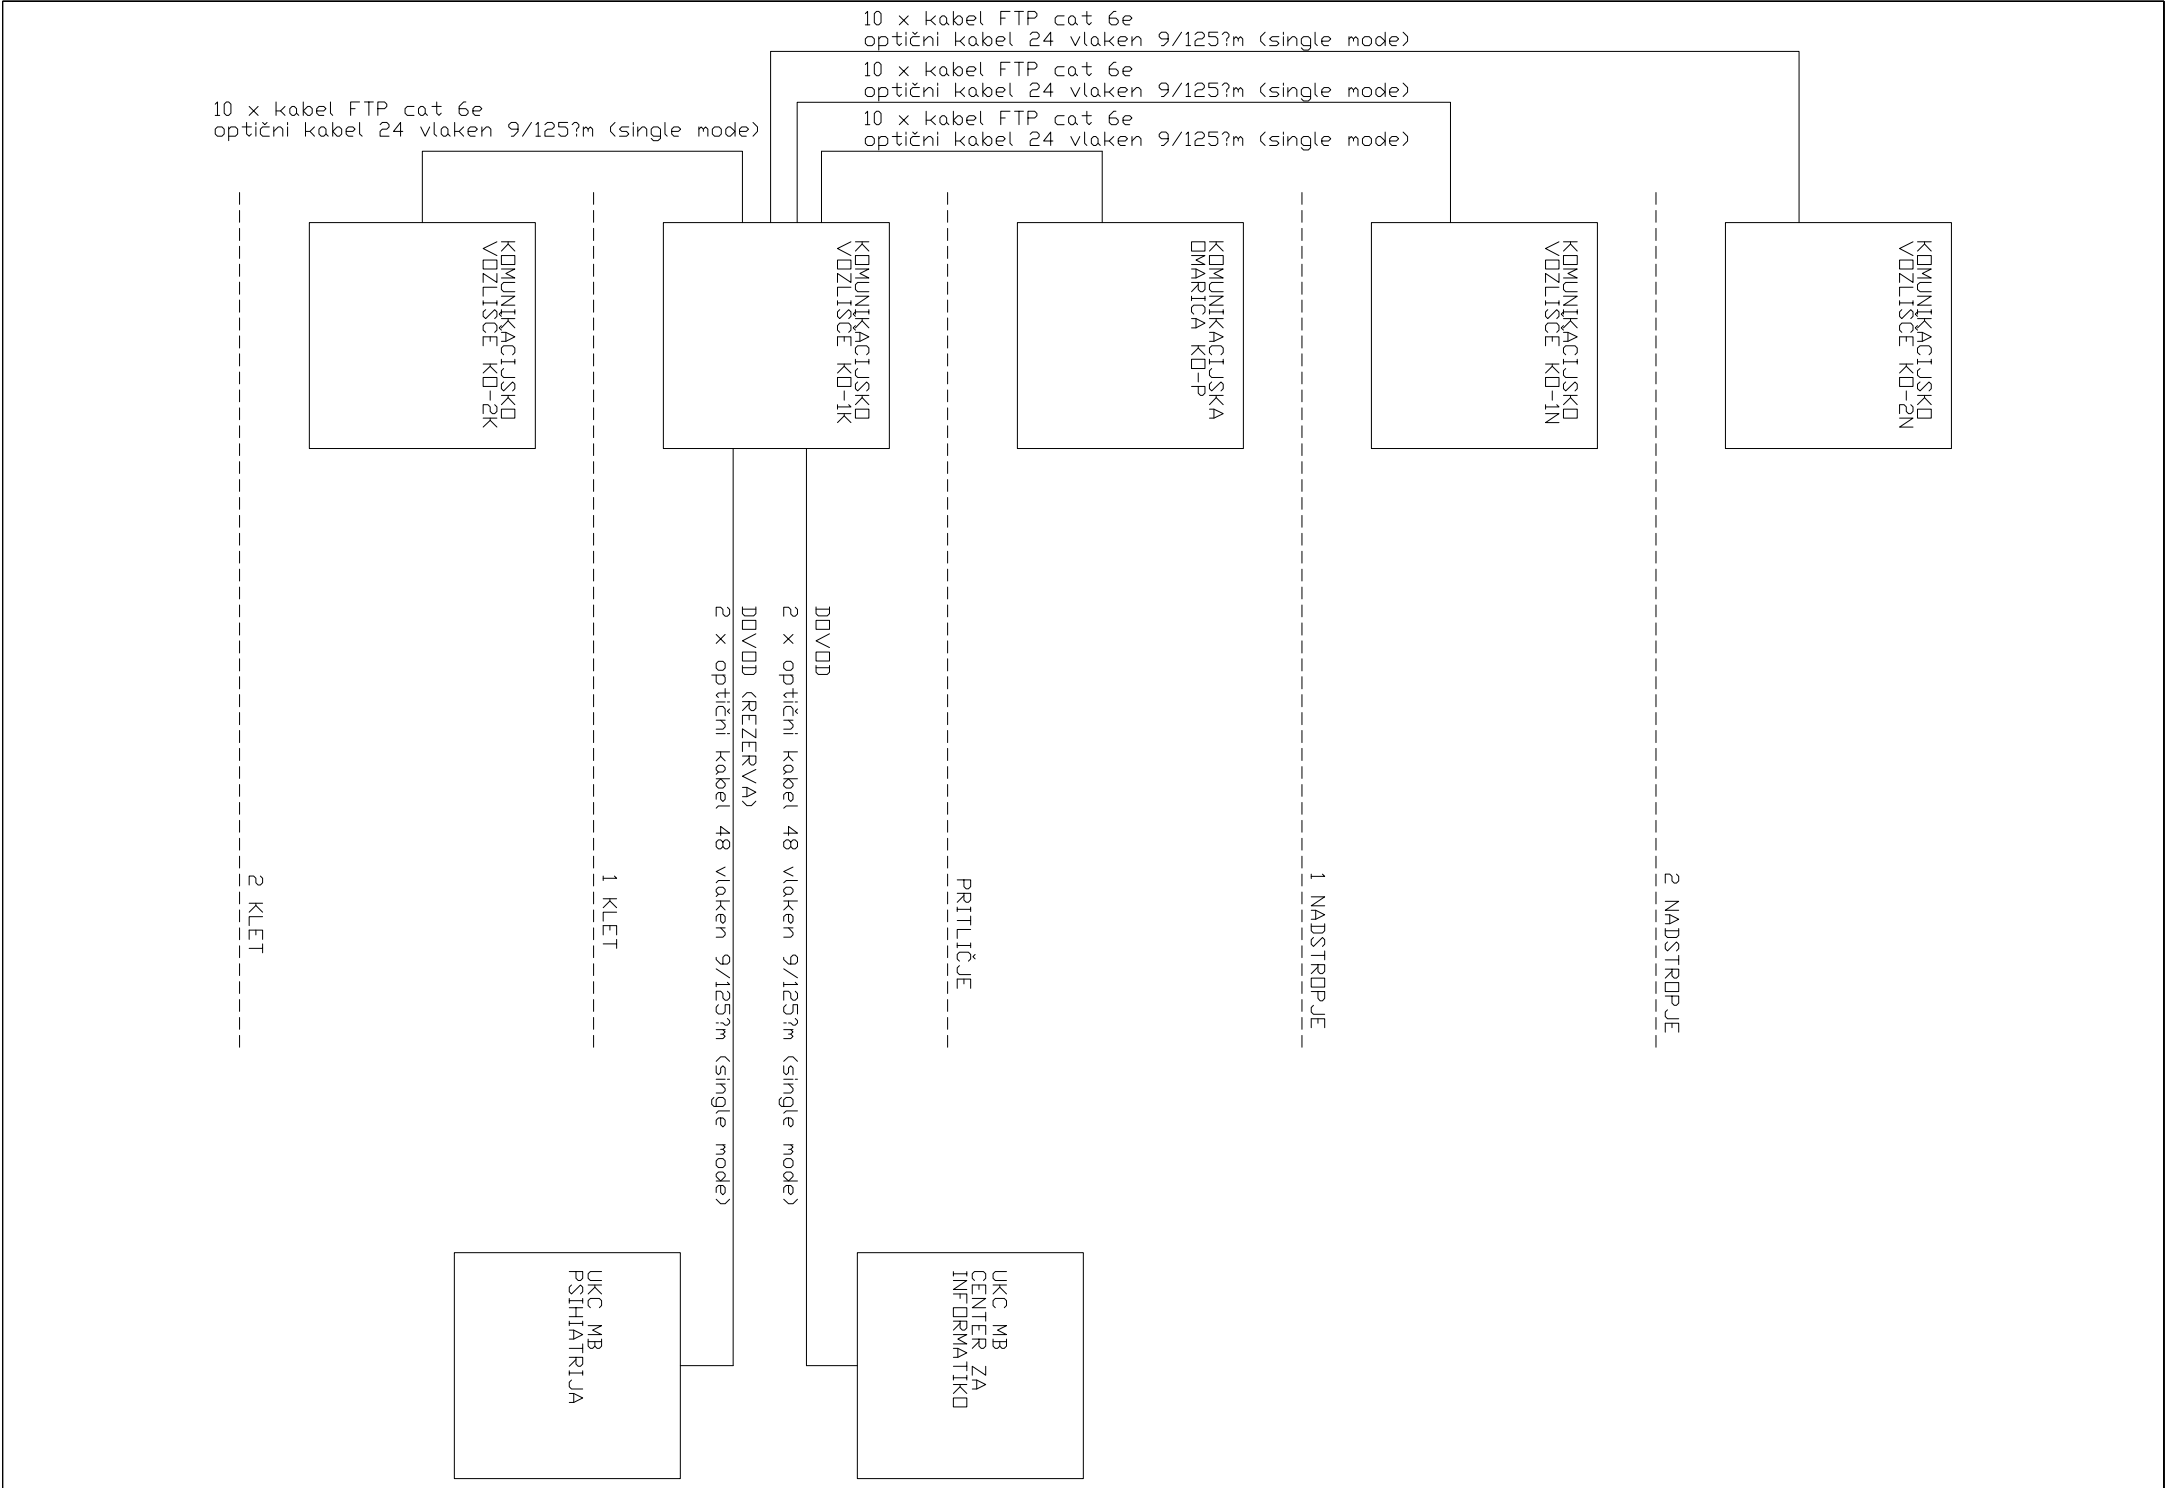 10 x kabel FTP cat 6e
optični kabel 24 vlaken 9/125?m (single mode)
10 x kabel FTP cat 6e
optični kabel 24 vlaken 9/125?m (single mode)
10 x kabel FTP cat 6e
optični kabel 24 vlaken 9/125?m (single mode)
10 x kabel FTP cat 6e
optični kabel 24 vlaken 9/125?m (single mode)
KOMUNIKACIJSKO
VOZLIŠČE KO-2K
KOMUNIKACIJSKO
VOZLIŠČE KO-1K
KOMUNIKACIJSKA
OMARICA KO-P
KOMUNIKACIJSKO
VOZLIŠČE KO-1N
KOMUNIKACIJSKO
VOZLIŠČE KO-2N
DOVOD (REZERVA)
2 x optični kabel 48 vlaken 9/125?m (single mode)
DOVOD
2 x optični kabel 48 vlaken 9/125?m (single mode)
2 KLET
1 KLET
PRITLIČJE
1 NADSTROPJE
2 NADSTROPJE
UKC MB
PSIHIATRIJA
UKC MB
CENTER ZA
INFORMATIKO